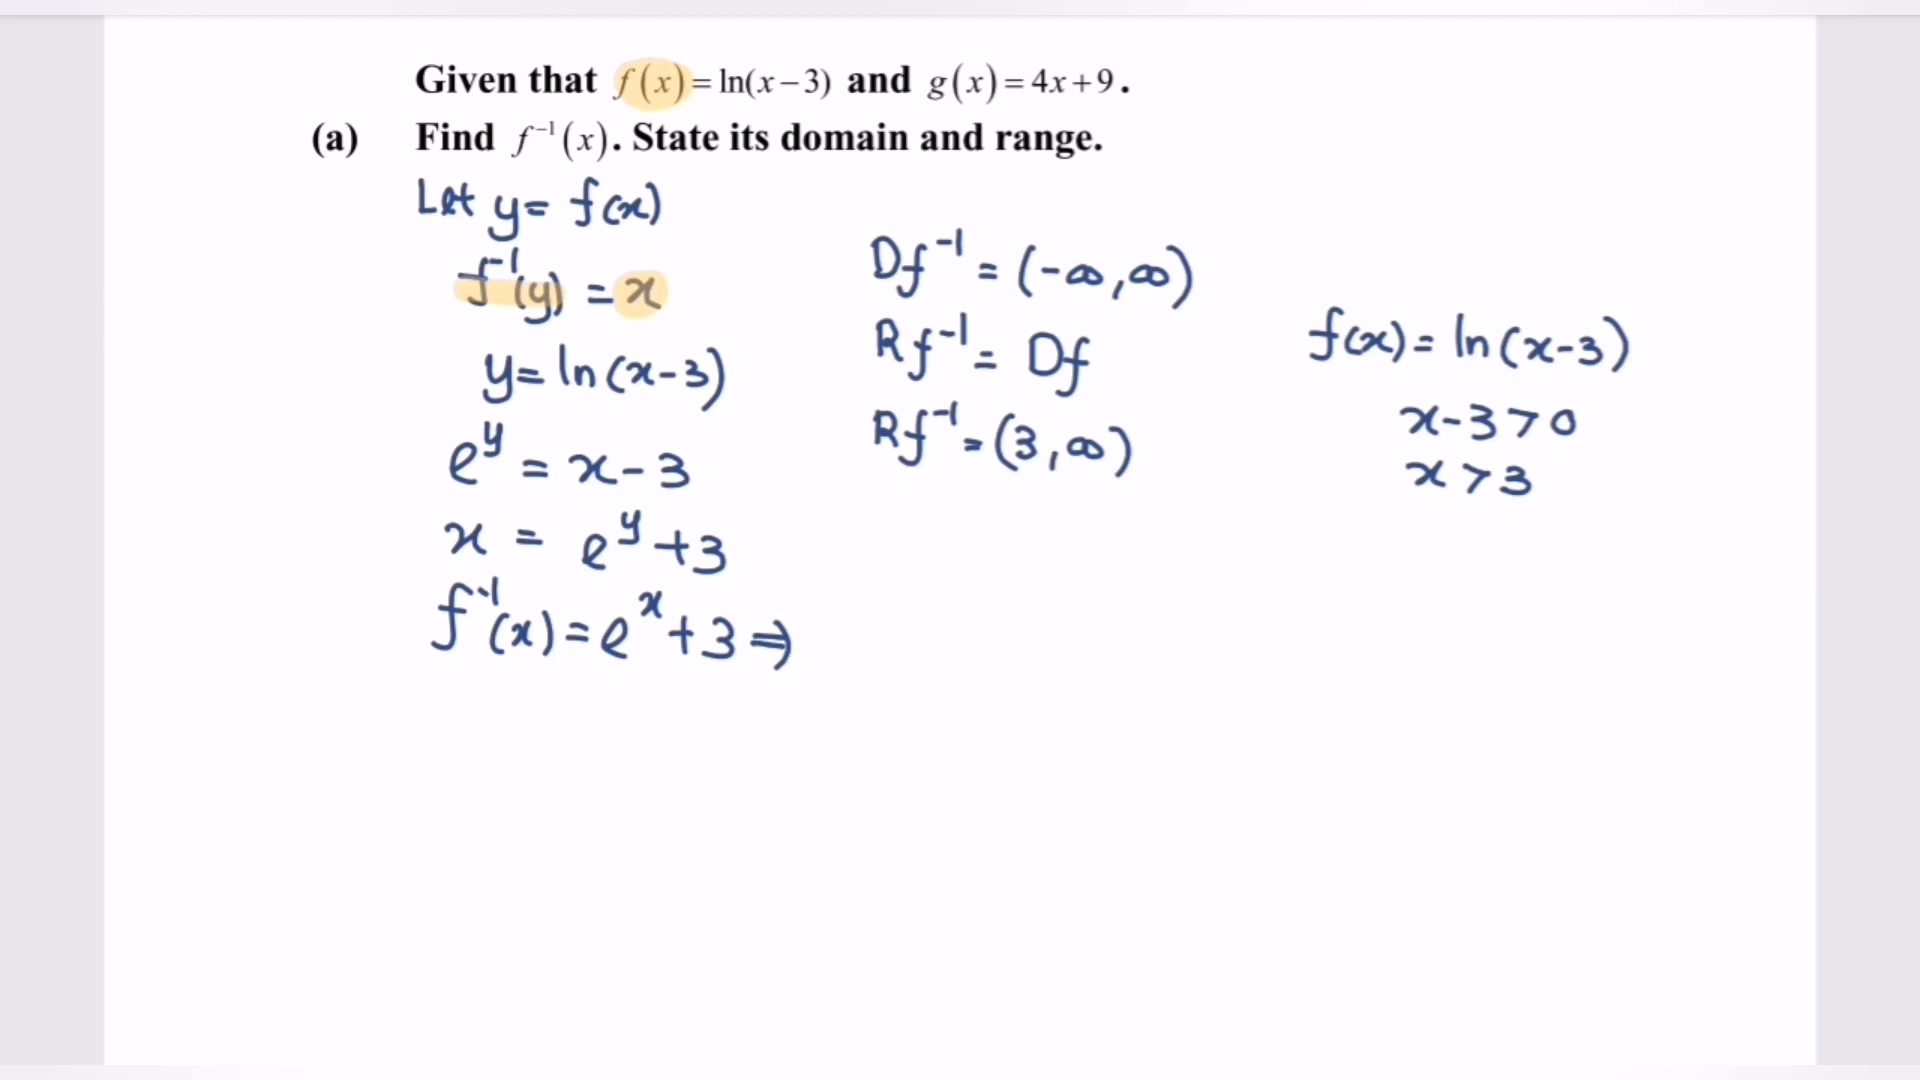 Given that f(x)=ln(x−3) and g(x)=4x+9.
(a) Find f⁻¹(x). State its domain and range.
Let y = f(x)
f⁻¹(y) = x
y = ln(x-3)
e^y = x-3
x = e^y+3
f⁻¹(x) = e^x+3 ⇒
Df⁻¹ = (-∞,∞)
Rf⁻¹ = Df
Rf⁻¹ = (3,∞)
f(x) = ln(x-3)
x-3>0
x>3